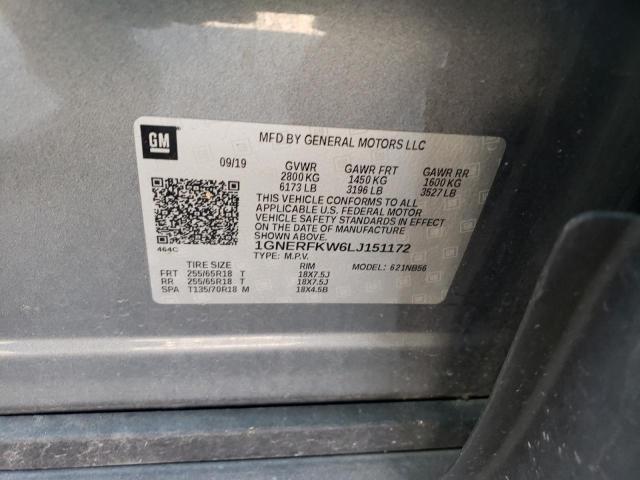 GM
MFD BY GENERAL MOTORS LLC
09/19 GVWR GAWR FRT GAWR RR
2800 KG 1450 KG 1600 KG
6173 LB 3196 LB 3527 LB
THIS VEHICLE CONFORMS TO ALL
APPLICABLE U.S. FEDERAL MOTOR
VEHICLE SAFETY STANDARDS IN EFFECT
ON THE DATE OF MANUFACTURE
SHOWN ABOVE.
464C 1GNERFKW6LJ151172
TYPE: M.P.V. MODEL: 621NB56
TIRE SIZE RIM
FRT 255/65R18 T 18X7.5J
RR 255/65R18 T 18X7.5J
SPA T135/70R18 M 18X4.5B